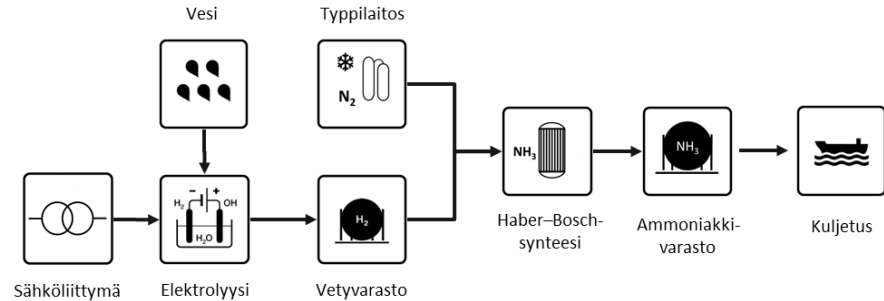 Vesi
Typpilaitos
N₂
NH₃
NH₃
H₂ − + OH
H₂O
H₂
Haber–Bosch-
synteesi
Ammoniakki-
varasto
Kuljetus
Sähköliittymä
Elektrolyysi
Vetyvarasto